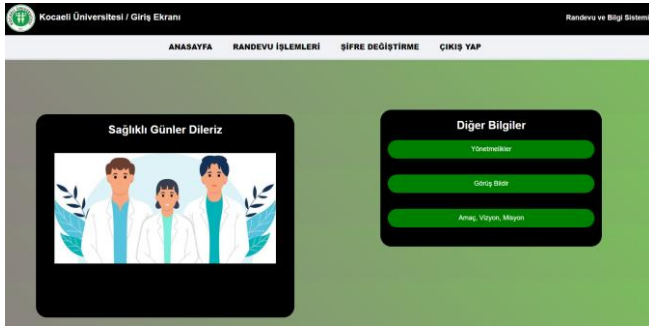 Kocaeli Üniversitesi / Giriş Ekranı
Randevu ve Bilgi Sistemi
ANASAYFA RANDEVU İŞLEMLERİ ŞİFRE DEĞİŞTİRME ÇIKIŞ YAP
Sağlıklı Günler Dileriz
Diğer Bilgiler
Yönetmelikler
Görüş Bildir
Amaç, Vizyon, Misyon